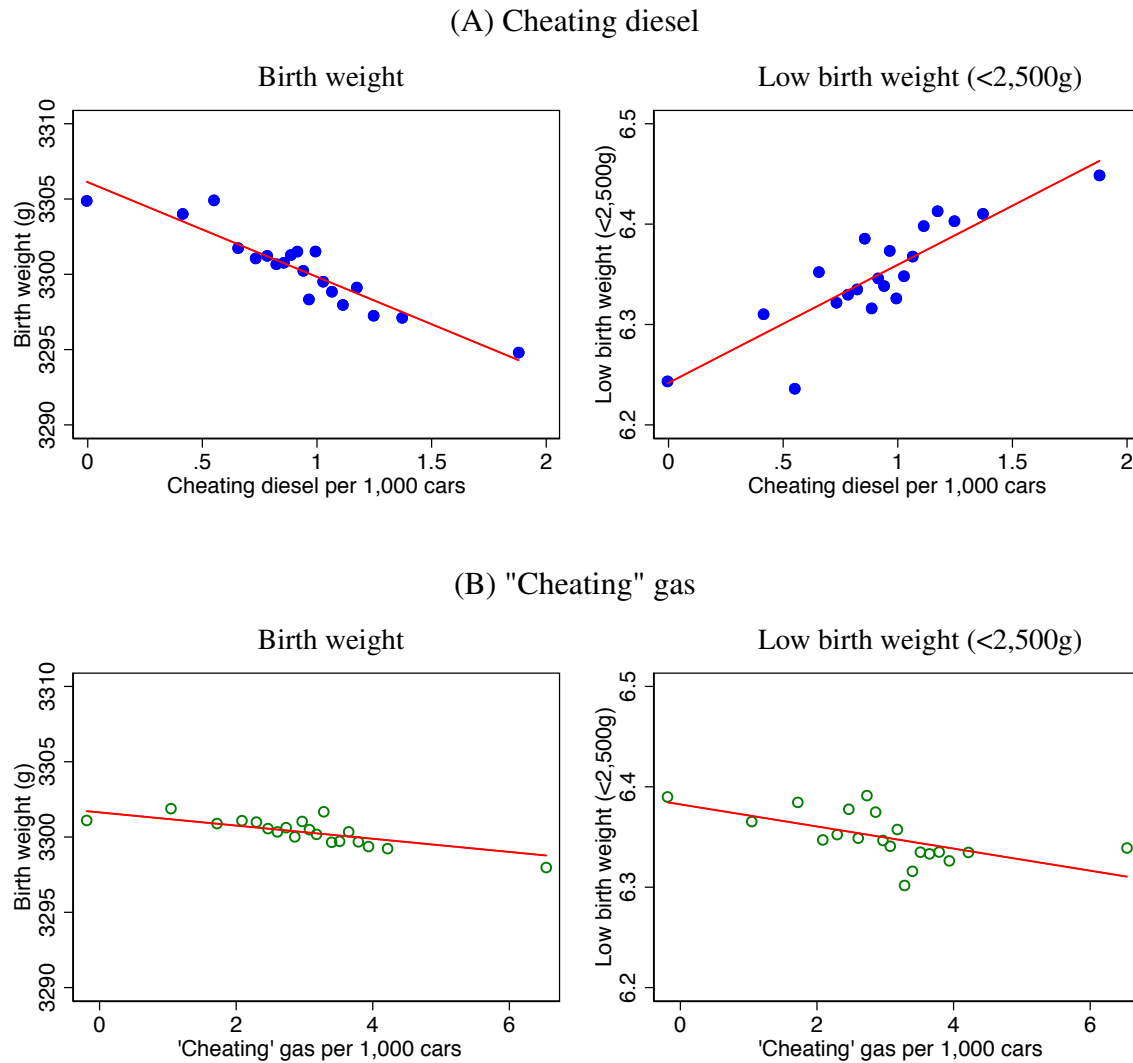 (A) Cheating diesel
Birth weight
Birth weight (g)
3310
3305
3300
3295
3290
0
.5
1
1.5
2
Cheating diesel per 1,000 cars
Low birth weight (<2,500g)
Low birth weight (<2,500g)
6.5
6.4
6.3
6.2
0
.5
1
1.5
2
Cheating diesel per 1,000 cars
(B) "Cheating" gas
Birth weight
Birth weight (g)
3310
3305
3300
3295
3290
0
2
4
6
'Cheating' gas per 1,000 cars
Low birth weight (<2,500g)
Low birth weight (<2,500g)
6.5
6.4
6.3
6.2
0
2
4
6
'Cheating' gas per 1,000 cars